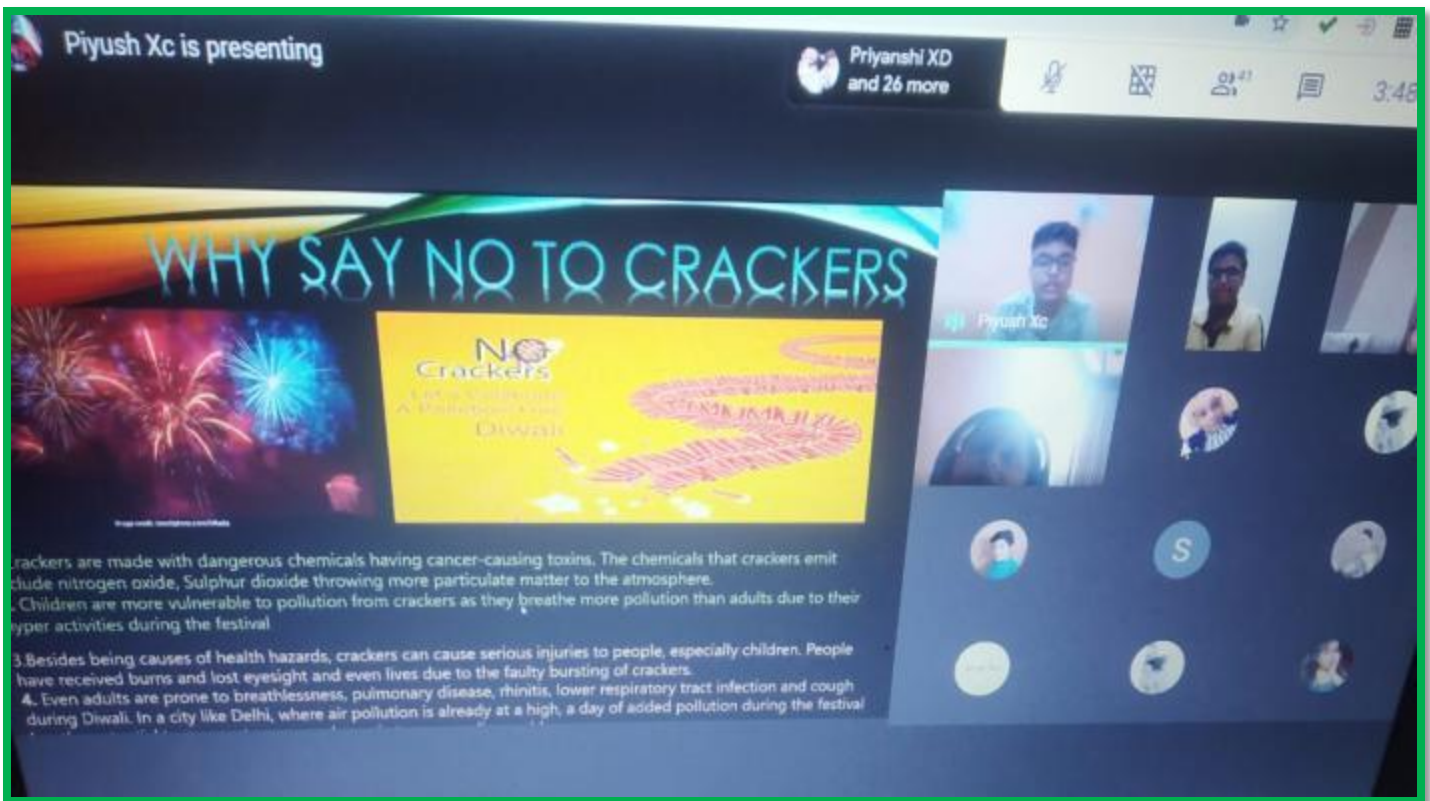 Piyush Xc is presenting
Priyanshi XD
and 26 more
41
3:48
WHY SAY NO TO CRACKERS
NO
Crackers
Let's Celebrate
A Pollution Free
Diwali
Piyush Xc
S
rackers are made with dangerous chemicals having cancer-causing toxins. The chemicals that crackers emit
clude nitrogen oxide, Sulphur dioxide throwing more particulate matter to the atmosphere.
. Children are more vulnerable to pollution from crackers as they breathe more pollution than adults due to their
yper activities during the festival
3.Besides being causes of health hazards, crackers can cause serious injuries to people, especially children. People
have received burns and lost eyesight and even lives due to the faulty bursting of crackers.
4. Even adults are prone to breathlessness, pulmonary disease, rhinitis, lower respiratory tract infection and cough
during Diwali. In a city like Delhi, where air pollution is already at a high, a day of added pollution during the festival